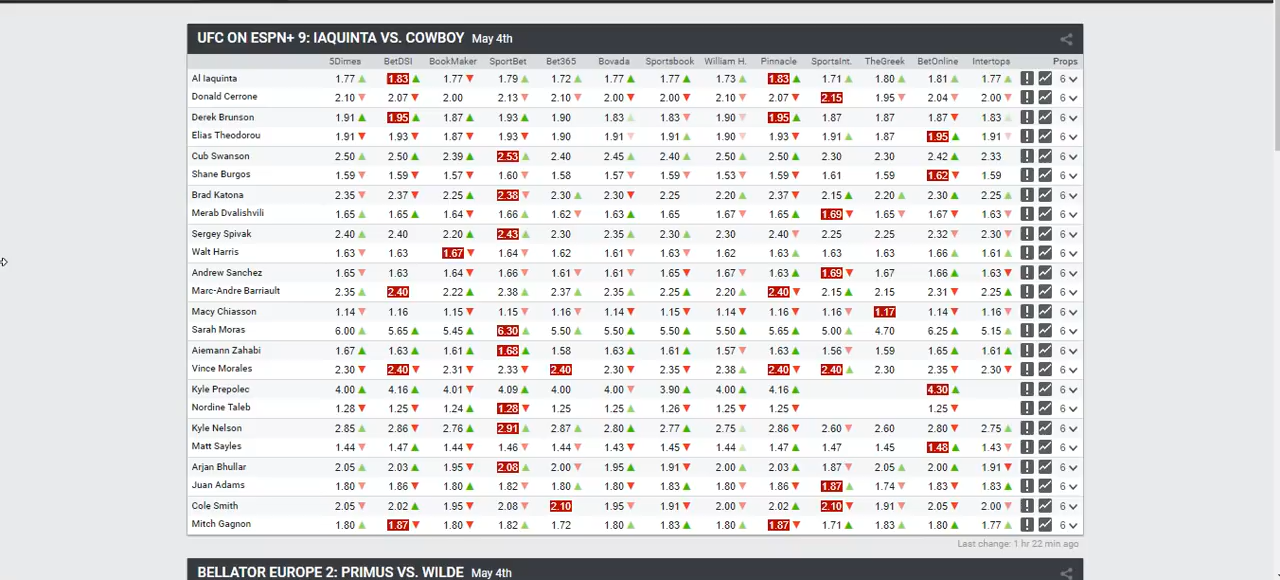 UFC ON ESPN+ 9: IAQUINTA VS. COWBOY May 4th
5Dimes BetDSI BookMaker SportBet Bet365 Bovada Sportsbook William H. Pinnacle SportsInt. TheGreek BetOnline Intertops Props
Al Iaquinta 1.77 1.83 1.77 1.79 1.72 1.77 1.77 1.73 1.83 1.71 1.80 1.81 1.77 6
Donald Cerrone 2.10 2.07 2.00 2.13 2.10 2.00 2.00 2.10 2.07 2.15 1.95 2.04 2.00 6
Derek Brunson 1.91 1.95 1.87 1.93 1.90 1.83 1.83 1.90 1.95 1.87 1.87 1.87 1.83 6
Elias Theodorou 1.91 1.93 1.87 1.93 1.90 1.91 1.91 1.90 1.93 1.91 1.87 1.95 1.91 6
Cub Swanson 2.50 2.50 2.39 2.53 2.40 2.45 2.40 2.50 2.50 2.30 2.30 2.42 2.33 6
Shane Burgos 1.59 1.59 1.57 1.60 1.58 1.57 1.59 1.53 1.59 1.61 1.59 1.62 1.59 6
Brad Katona 2.35 2.37 2.25 2.38 2.30 2.30 2.25 2.20 2.37 2.15 2.20 2.30 2.25 6
Merab Dvalishvili 1.65 1.65 1.64 1.66 1.62 1.63 1.65 1.67 1.65 1.69 1.65 1.67 1.63 6
Sergey Spivak 2.40 2.40 2.20 2.43 2.30 2.35 2.30 2.30 2.40 2.25 2.25 2.32 2.30 6
Walt Harris 1.63 1.63 1.67 1.64 1.62 1.61 1.63 1.62 1.63 1.63 1.63 1.66 1.61 6
Andrew Sanchez 1.65 1.63 1.64 1.66 1.61 1.61 1.65 1.67 1.63 1.69 1.67 1.66 1.63 6
Marc-Andre Barriault 2.35 2.40 2.22 2.38 2.37 2.35 2.25 2.20 2.40 2.15 2.15 2.31 2.25 6
Macy Chiasson 1.14 1.16 1.15 1.15 1.16 1.14 1.15 1.14 1.16 1.16 1.17 1.14 1.16 6
Sarah Moras 6.00 5.65 5.45 6.30 5.50 5.50 5.50 5.50 5.65 5.00 4.70 6.25 5.15 6
Aiemann Zahabi 1.67 1.63 1.61 1.68 1.58 1.63 1.61 1.57 1.63 1.56 1.59 1.65 1.61 6
Vince Morales 2.30 2.40 2.31 2.33 2.40 2.30 2.35 2.38 2.40 2.40 2.30 2.35 2.30 6
Kyle Prepolec 4.00 4.16 4.01 4.09 4.00 4.00 3.90 4.00 4.16 4.30 6
Nordine Taleb 1.28 1.25 1.24 1.28 1.25 1.25 1.26 1.25 1.25 1.25 6
Kyle Nelson 2.85 2.86 2.76 2.91 2.87 2.80 2.77 2.75 2.86 2.60 2.60 2.80 2.75 6
Matt Sayles 1.44 1.47 1.44 1.46 1.44 1.43 1.45 1.44 1.47 1.47 1.45 1.48 1.43 6
Arjan Bhullar 2.05 2.03 1.95 2.08 2.00 1.95 1.91 2.00 2.03 1.87 2.05 2.00 1.91 6
Juan Adams 1.80 1.86 1.80 1.82 1.80 1.80 1.83 1.80 1.86 1.87 1.74 1.83 1.83 6
Cole Smith 2.05 2.02 1.95 2.08 2.10 1.95 1.91 2.00 2.02 2.10 1.91 2.05 2.00 6
Mitch Gagnon 1.80 1.87 1.80 1.82 1.72 1.80 1.83 1.80 1.87 1.71 1.83 1.80 1.77 6
Last change: 1 hr 22 min ago
BELLATOR EUROPE 2: PRIMUS VS. WILDE May 4th